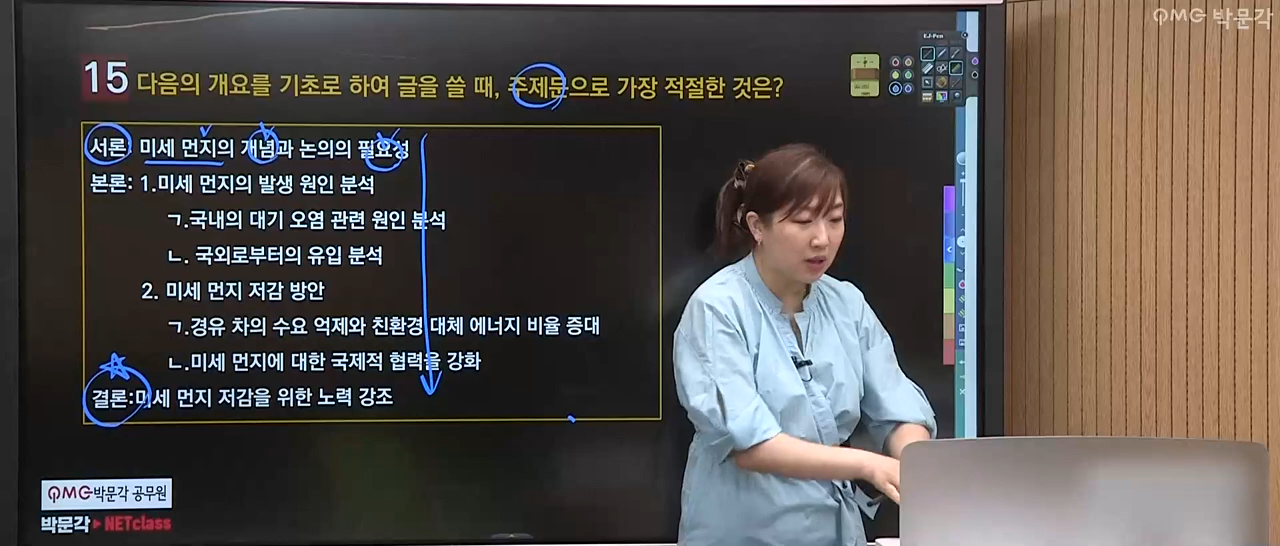 QMG 박문각
EJ-Pen
15 다음의 개요를 기초로 하여 글을 쓸 때, 주제문으로 가장 적절한 것은?
서론: 미세 먼지의 개념과 논의의 필요성
본론: 1.미세 먼지의 발생 원인 분석
ㄱ.국내의 대기 오염 관련 원인 분석
ㄴ. 국외로부터의 유입 분석
2. 미세 먼지 저감 방안
ㄱ.경유 차의 수요 억제와 친환경 대체 에너지 비율 증대
ㄴ.미세 먼지에 대한 국제적 협력을 강화
결론:미세 먼지 저감을 위한 노력 강조
QMG박문각 공무원
박문각 NETclass